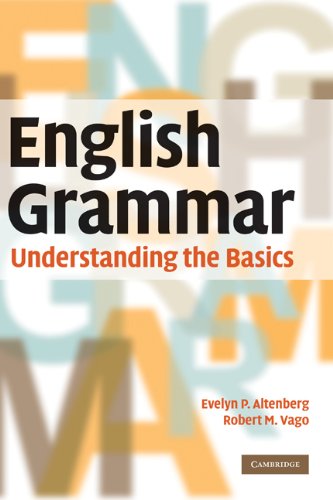 English
Grammar
Understanding the Basics
Evelyn P. Altenberg
Robert M. Vago
CAMBRIDGE